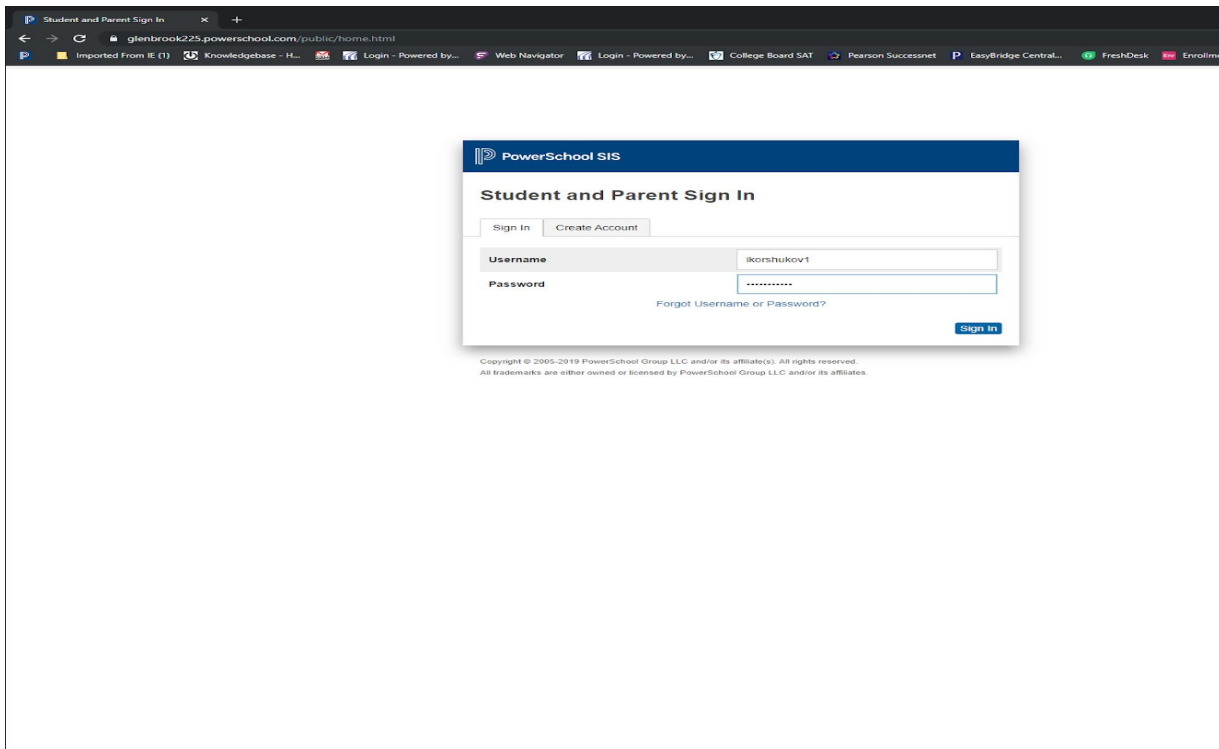 Student and Parent Sign In
glenbrook225.powerschool.com/public/home.html
Imported From IE (1) Knowledgebase - H... Login - Powered by... Web Navigator Login - Powered by... College Board SAT Pearson Successnet EasyBridge Central... FreshDesk Enrollme
PowerSchool SIS
Student and Parent Sign In
Sign In Create Account
Username ikorshukov1
Password •••••••••••
Forgot Username or Password?
Sign In
Copyright © 2005-2019 PowerSchool Group LLC and/or its affiliate(s). All rights reserved.
All trademarks are either owned or licensed by PowerSchool Group LLC and/or its affiliates.